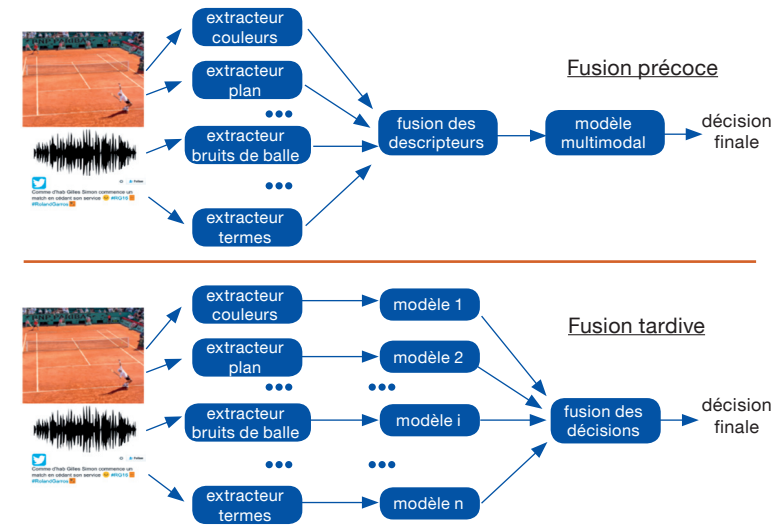 extracteur
couleurs
Fusion précoce
extracteur
plan
fusion des
descripteurs
modèle
multimodal
décision
finale
extracteur
bruits de balle
Follow
Comme d'hab Gilles Simon commence un
match en cédant son service #RG16
#RolandGarros
extracteur
termes
extracteur
couleurs
modèle 1
Fusion tardive
extracteur
plan
modèle 2
extracteur
bruits de balle
modèle i
fusion des
décisions
décision
finale
Follow
Comme d'hab Gilles Simon commence un
match en cédant son service #RG16
#RolandGarros
extracteur
termes
modèle n